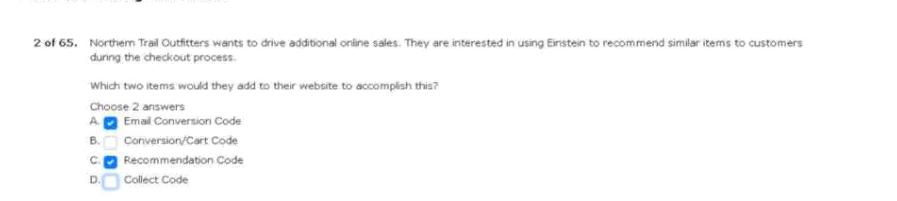 2 of 65. Northern Trail Outfitters wants to drive additional online sales. They are interested in using Einstein to recommend similar items to customers
during the checkout process.
Which two items would they add to their website to accomplish this?
Choose 2 answers
A. Email Conversion Code
B. Conversion/Cart Code
C. Recommendation Code
D. Collect Code